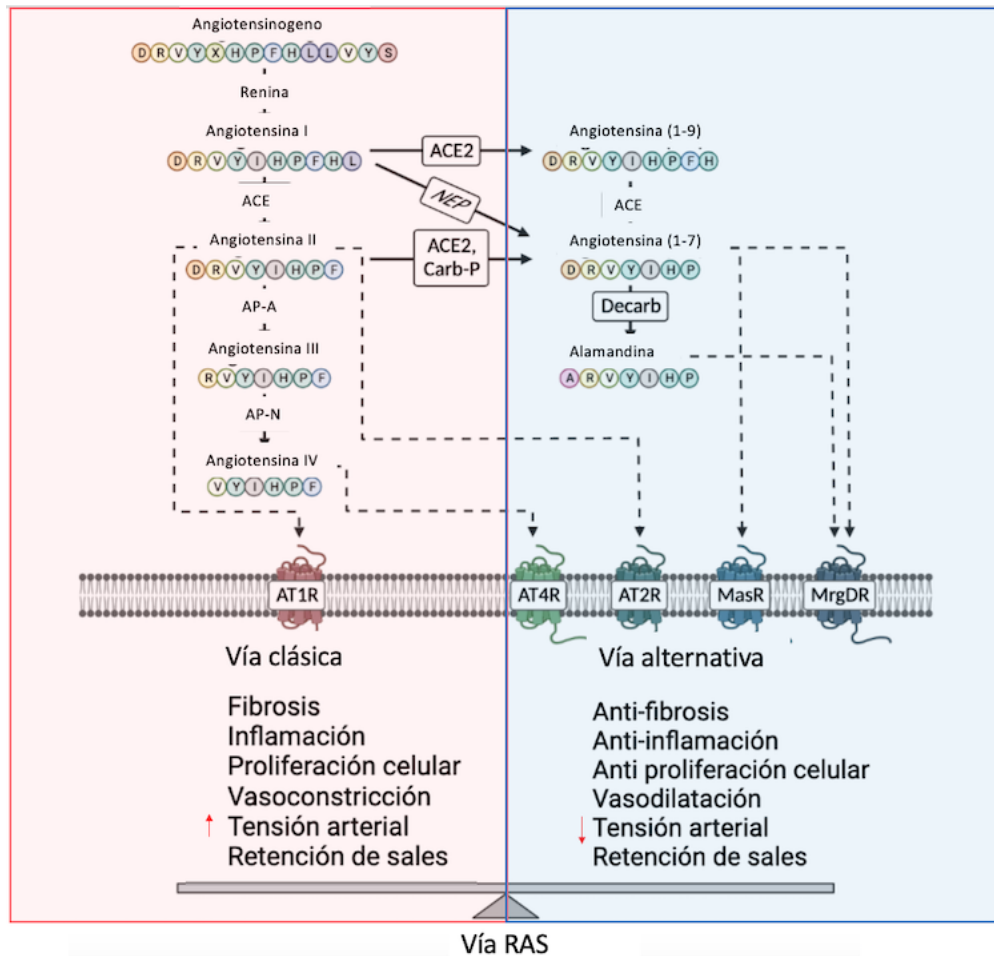 Angiotensinogeno
D R V Y X H P F H L L V Y S
Renina
Angiotensina I
D R V Y I H P F H L
ACE
Angiotensina II
D R V Y I H P F
AP-A
Angiotensina III
R V Y I H P F
AP-N
Angiotensina IV
V Y I H P F
ACE2
NEP
ACE2,
Carb-P
Angiotensina (1-9)
D R V Y I H P F H
ACE
Angiotensina (1-7)
D R V Y I H P
Decarb
Alamandina
A R V Y I H P
AT1R
AT4R
AT2R
MasR
MrgDR
Vía clásica
Fibrosis
Inflamación
Proliferación celular
Vasoconstricción
↑ Tensión arterial
Retención de sales
Vía alternativa
Anti-fibrosis
Anti-inflamación
Anti proliferación celular
Vasodilatación
↓ Tensión arterial
Retención de sales
Vía RAS